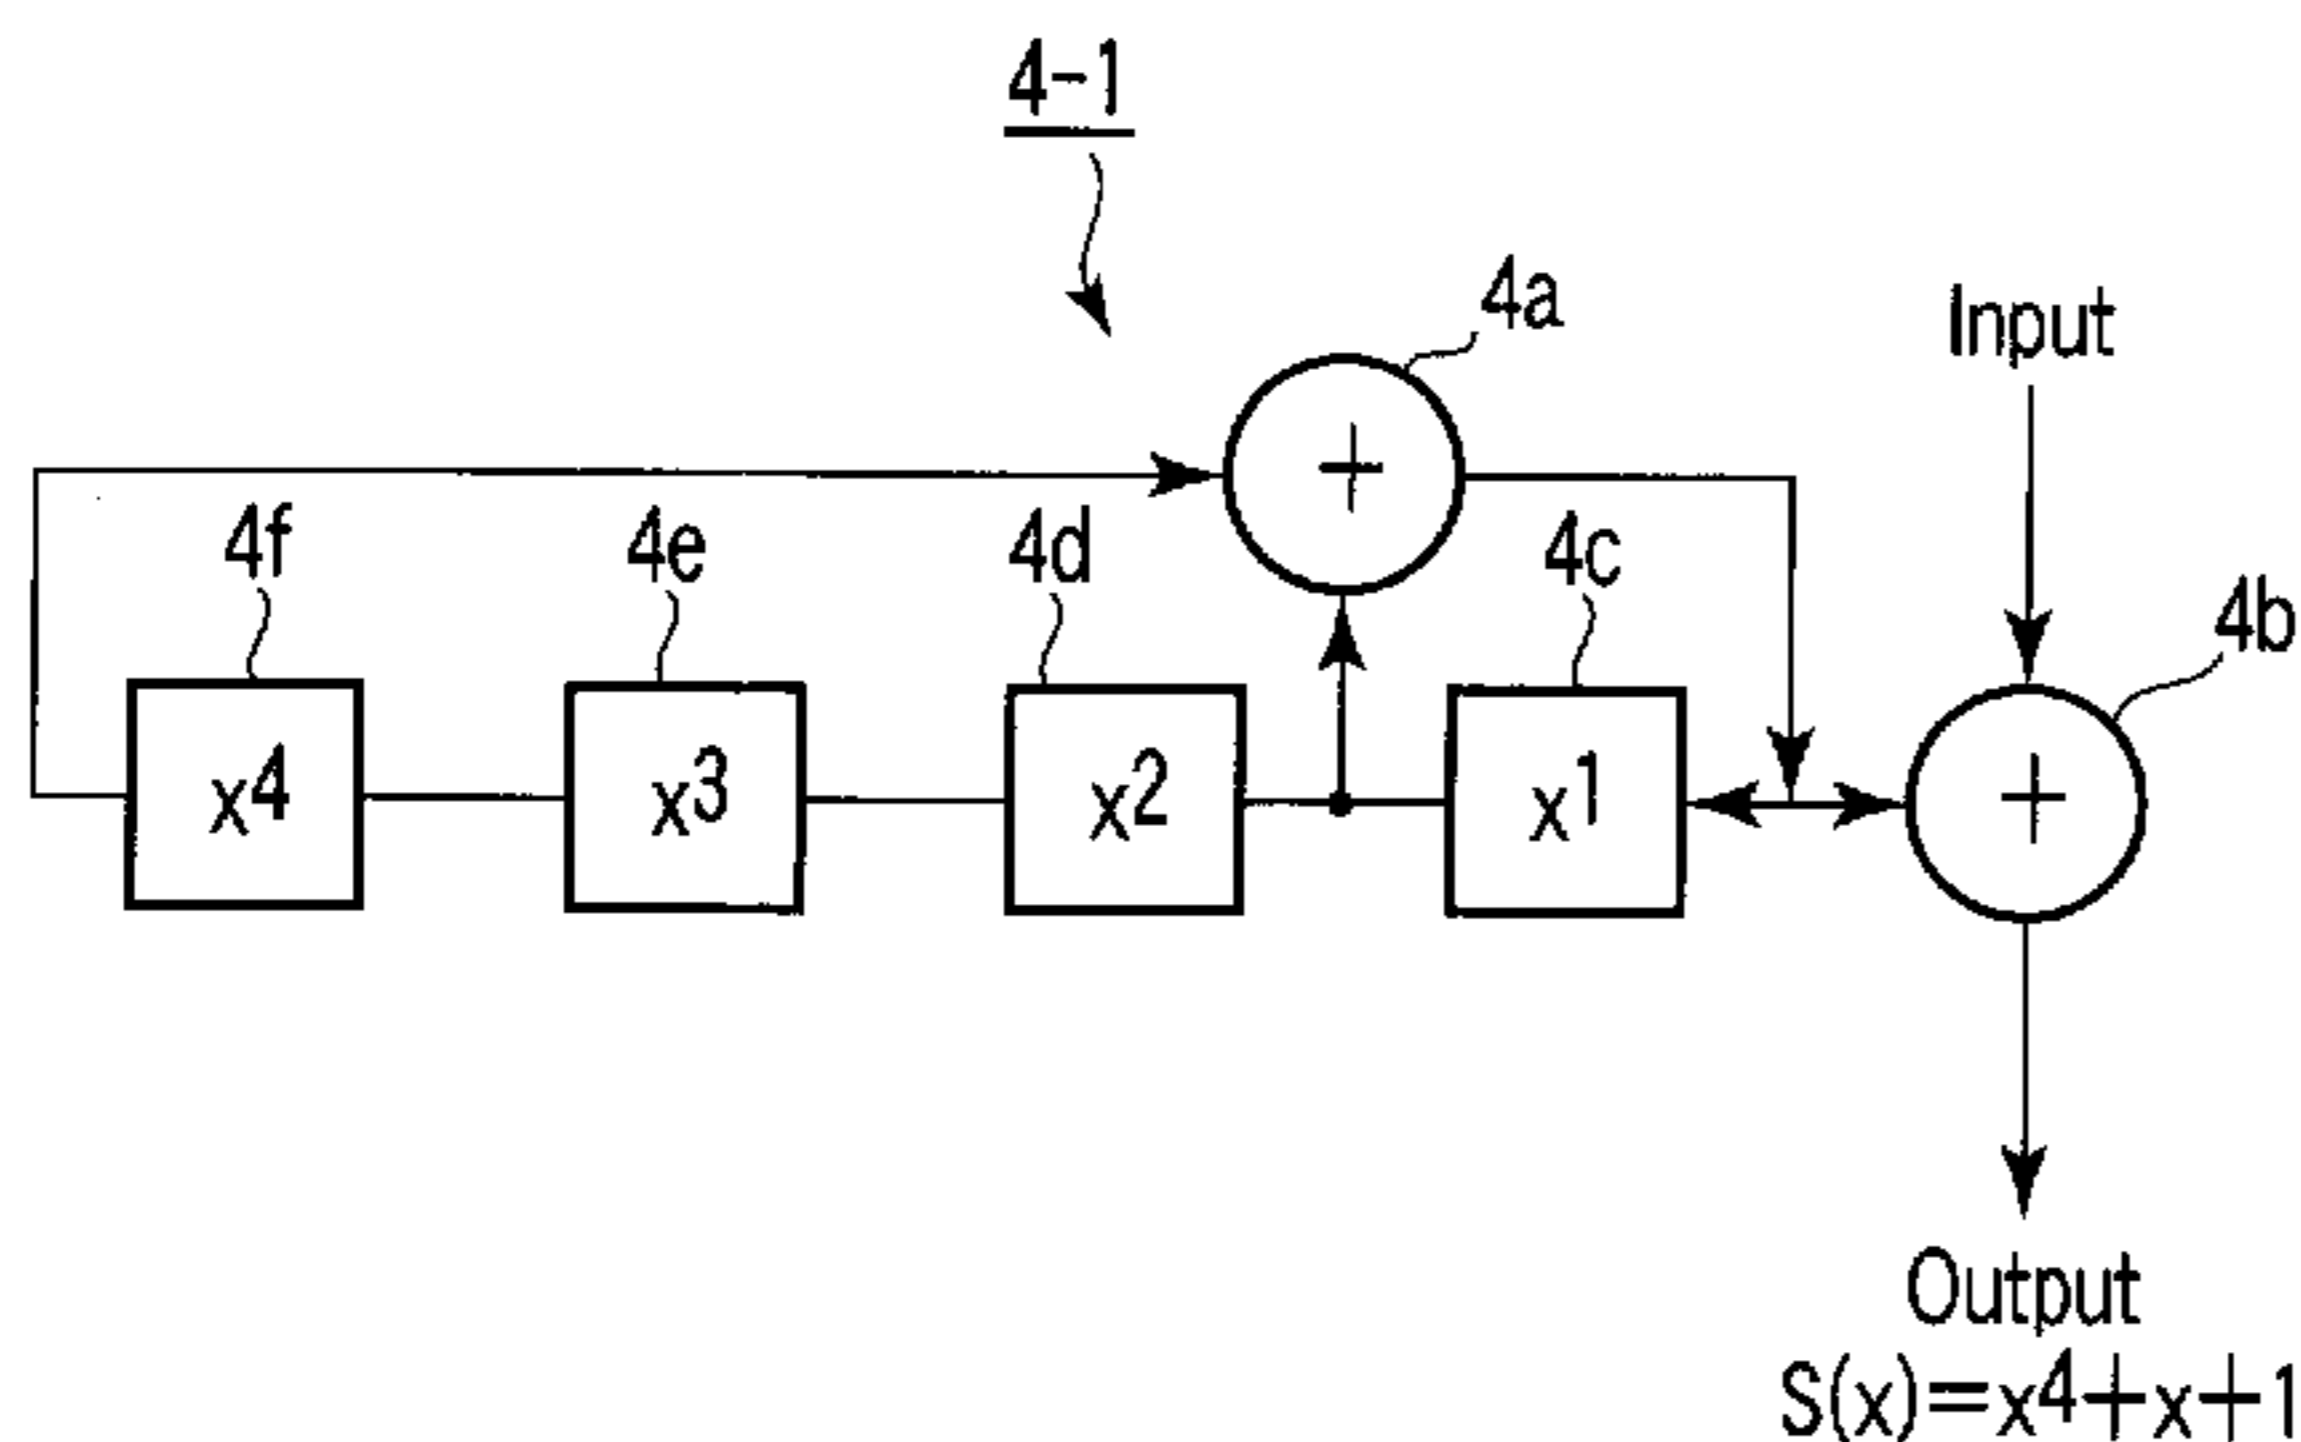 4-1
4a
Input
4f
4e
4d
4c
4b
+
x4
x3
x2
x1
+
Output
S(x)=x4+x+1